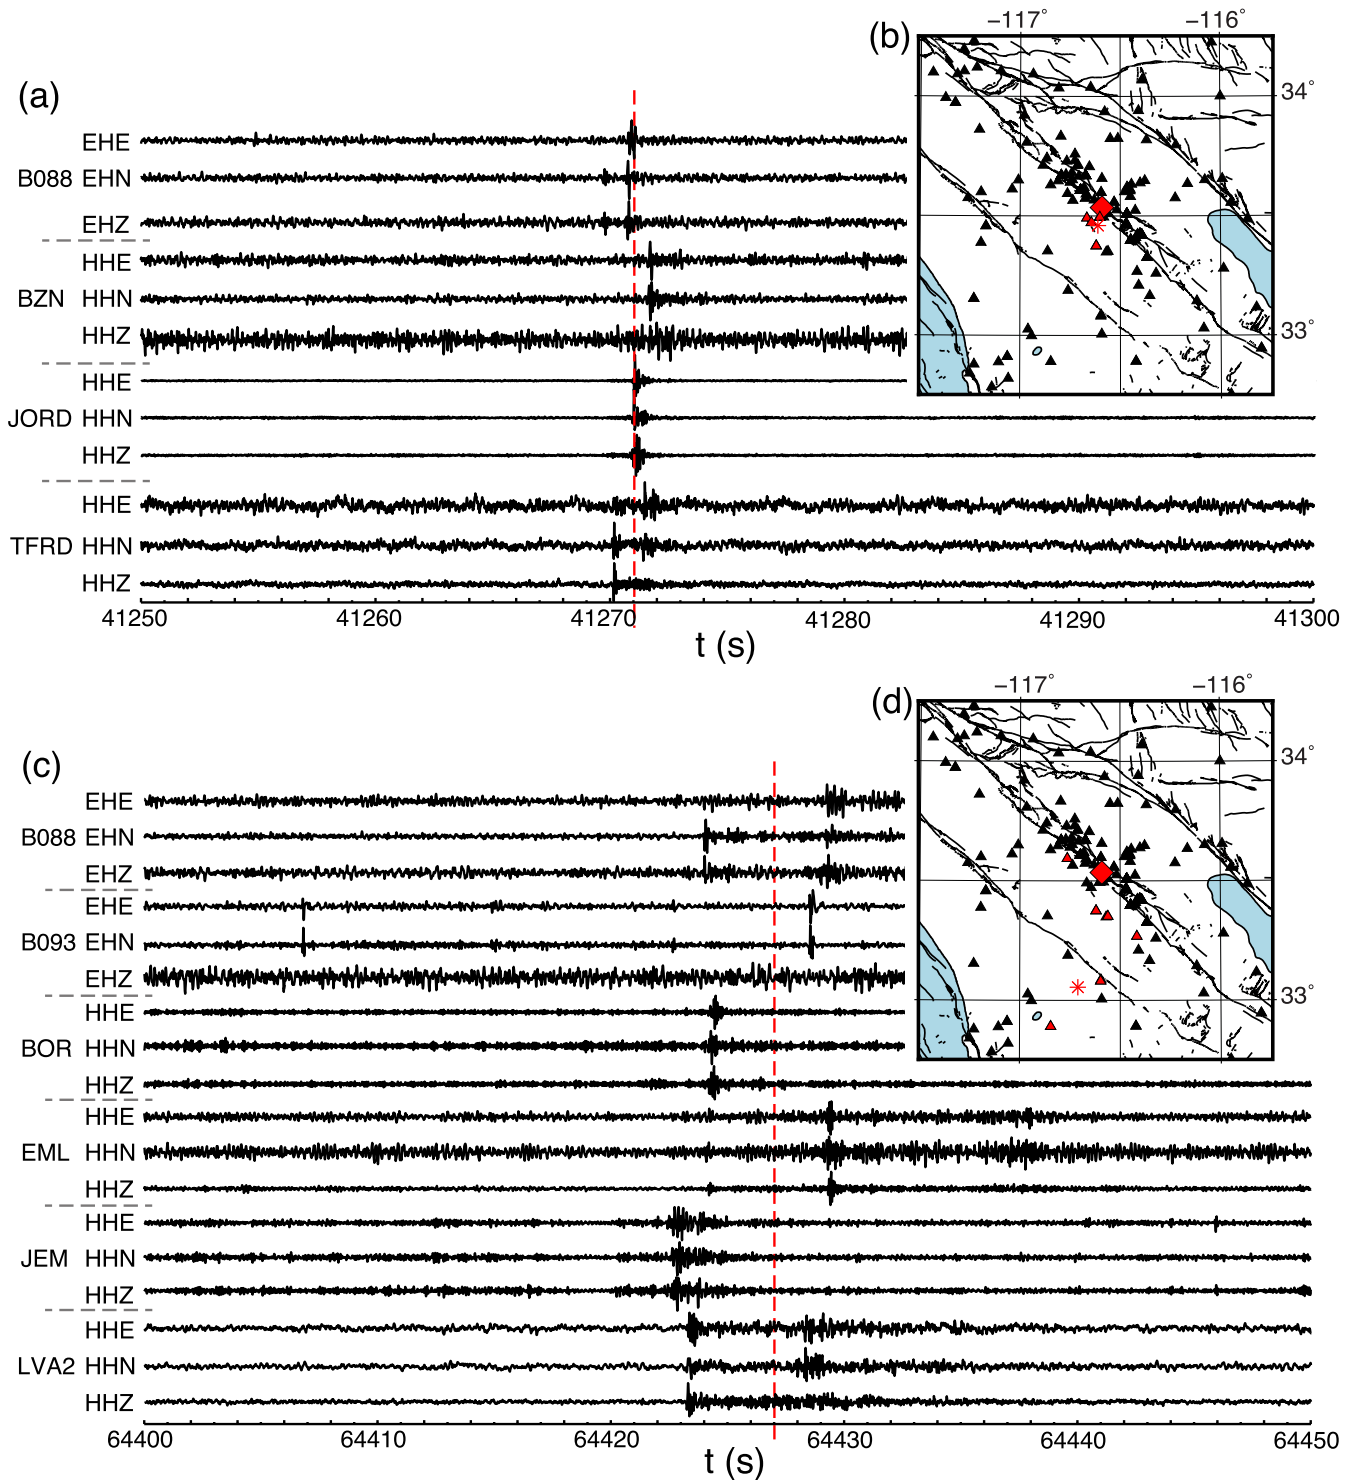 (a)
(b)
−117° −116°
34°
33°
EHE
B088 EHN
EHZ
HHE
BZN HHN
HHZ
HHE
JORD HHN
HHZ
HHE
TFRD HHN
HHZ
41250 41260 41270 41280 41290 41300
t (s)
(c)
(d)
−117° −116°
34°
33°
EHE
B088 EHN
EHZ
EHE
B093 EHN
EHZ
HHE
BOR HHN
HHZ
HHE
EML HHN
HHZ
HHE
JEM HHN
HHZ
HHE
LVA2 HHN
HHZ
64400 64410 64420 64430 64440 64450
t (s)